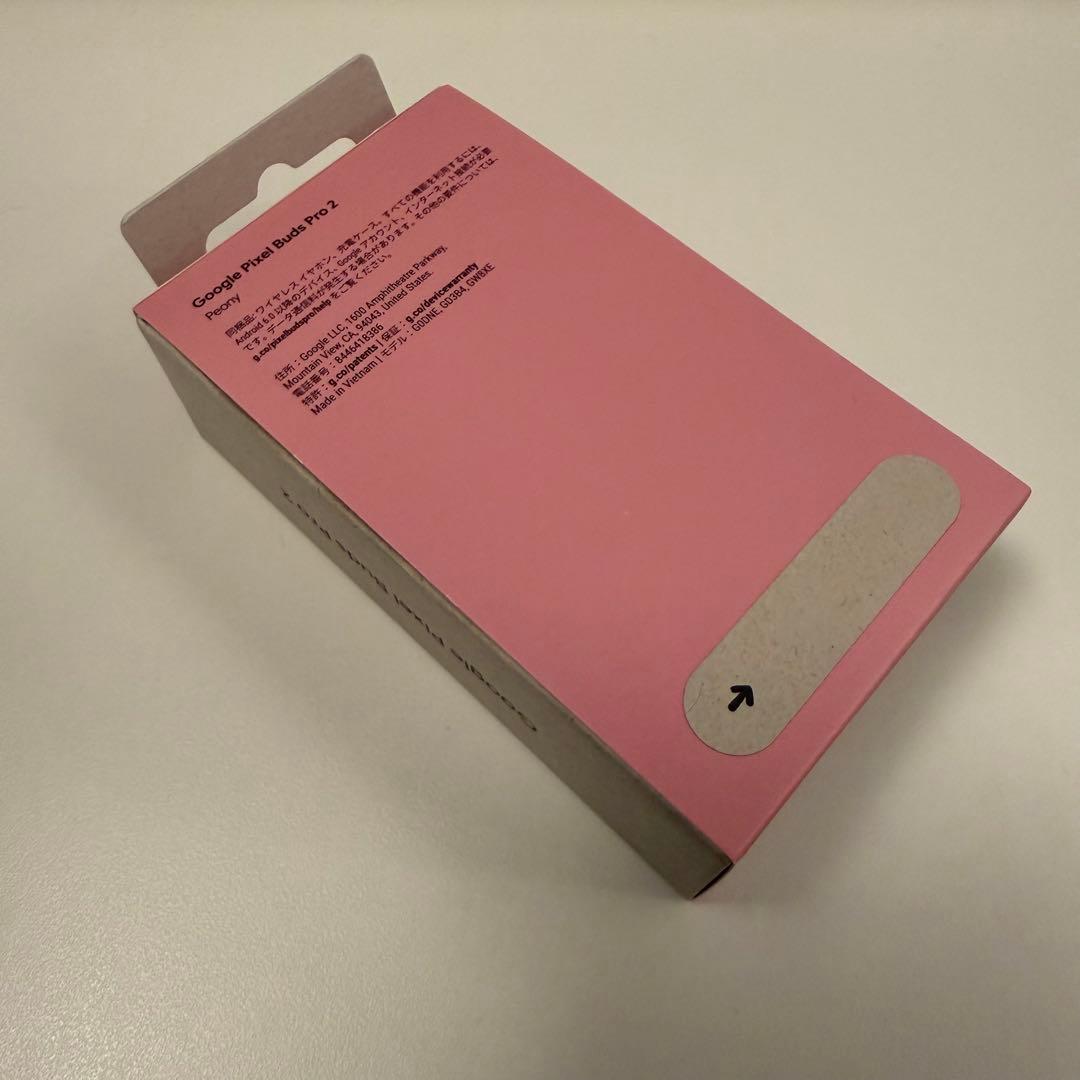 Google Pixel Buds Pro 2
Peony
同梱品: ワイヤレス イヤホン、充電ケース。すべての機能を利用するには、
Android 6.0 以降のデバイス、Google アカウント、インターネット接続が必要
です。データ通信料が発生する場合があります。その他の要件については、
g.co/pixelbudspro/help をご覧ください。
住所：Google LLC, 1600 Amphitheatre Parkway,
Mountain View, CA, 94043, United States.
電話番号：8446418386
特許：g.co/patents | 保証：g.co/devicewarranty
Made in Vietnam | モデル：G0DNE, GD3B4, GW8XE
Google Pixel Buds Pro 2